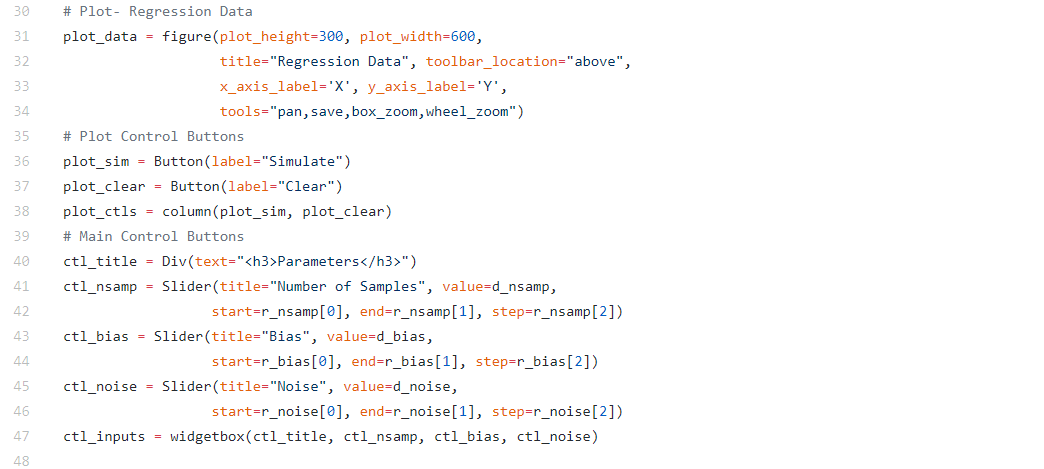 30 # Plot- Regression Data
31 plot_data = figure(plot_height=300, plot_width=600,
32 title="Regression Data", toolbar_location="above",
33 x_axis_label='X', y_axis_label='Y',
34 tools="pan,save,box_zoom,wheel_zoom")
35 # Plot Control Buttons
36 plot_sim = Button(label="Simulate")
37 plot_clear = Button(label="Clear")
38 plot_ctls = column(plot_sim, plot_clear)
39 # Main Control Buttons
40 ctl_title = Div(text="<h3>Parameters</h3>")
41 ctl_nsamp = Slider(title="Number of Samples", value=d_nsamp,
42 start=r_nsamp[0], end=r_nsamp[1], step=r_nsamp[2])
43 ctl_bias = Slider(title="Bias", value=d_bias,
44 start=r_bias[0], end=r_bias[1], step=r_bias[2])
45 ctl_noise = Slider(title="Noise", value=d_noise,
46 start=r_noise[0], end=r_noise[1], step=r_noise[2])
47 ctl_inputs = widgetbox(ctl_title, ctl_nsamp, ctl_bias, ctl_noise)
48